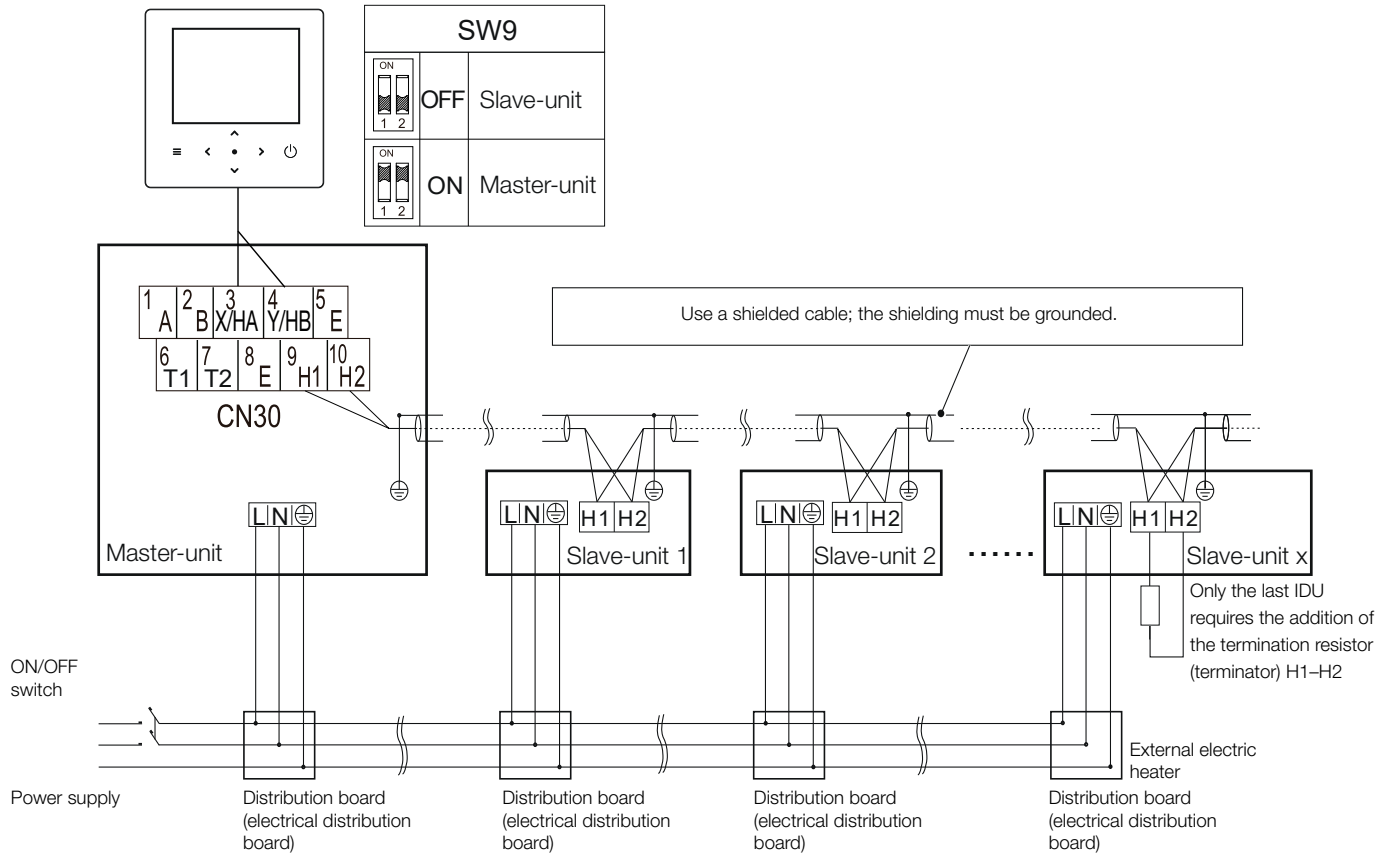 SW9
ON
1 2
OFF
Slave-unit
ON
1 2
ON
Master-unit
1 A
2 B
3 X/HA
4 Y/HB
5 E
6 T1
7 T2
8 E
9 H1
10 H2
CN30
Use a shielded cable; the shielding must be grounded.
L N
Master-unit
L N
H1 H2
Slave-unit 1
L N
H1 H2
Slave-unit 2
......
L N
H1 H2
Slave-unit x
Only the last IDU
requires the addition of
the termination resistor
(terminator) H1–H2
ON/OFF
switch
Power supply
External electric
heater
Distribution board
(electrical distribution
board)
Distribution board
(electrical distribution
board)
Distribution board
(electrical distribution
board)
Distribution board
(electrical distribution
board)